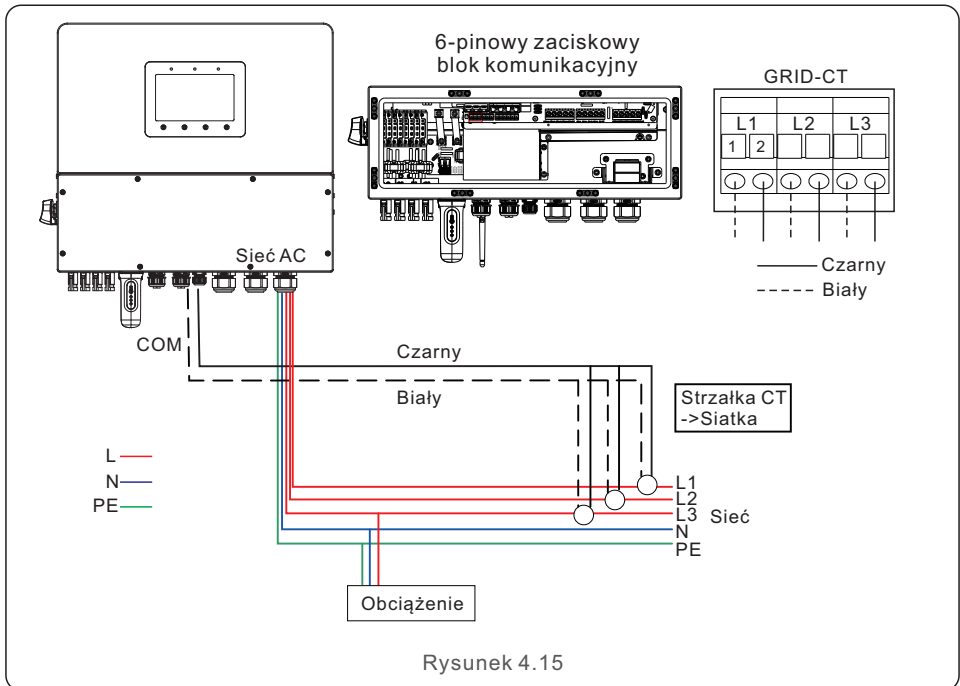 6-pinowy zaciskowy
blok komunikacyjny
GRID-CT
L1 L2 L3
1 2
Czarny
Biały
Sieć AC
COM
Czarny
Biały
Strzałka CT
->Siatka
L
N
PE
L1
L2
L3 Sieć
N
PE
Obciążenie
Rysunek 4.15